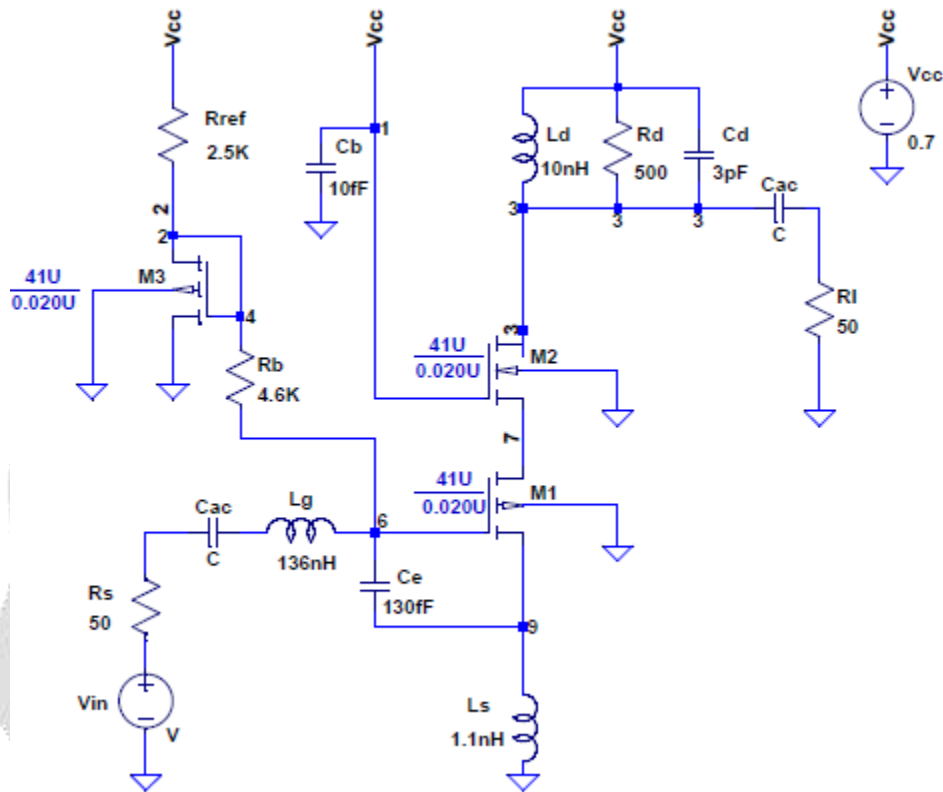 Vcc
Vcc
Vcc
Vcc
Rref
2.5K
1
Cb
10fF
Ld
10nH
Rd
500
Cd
3pF
Vcc
0.7
2
2
3
3
3
Cac
C
41U
0.020U
M3
4
Rl
50
3
41U
0.020U
M2
Rb
4.6K
7
41U
0.020U
M1
Cac
C
Lg
136nH
6
Ce
130fF
Rs
50
9
Vin
V
Ls
1.1nH